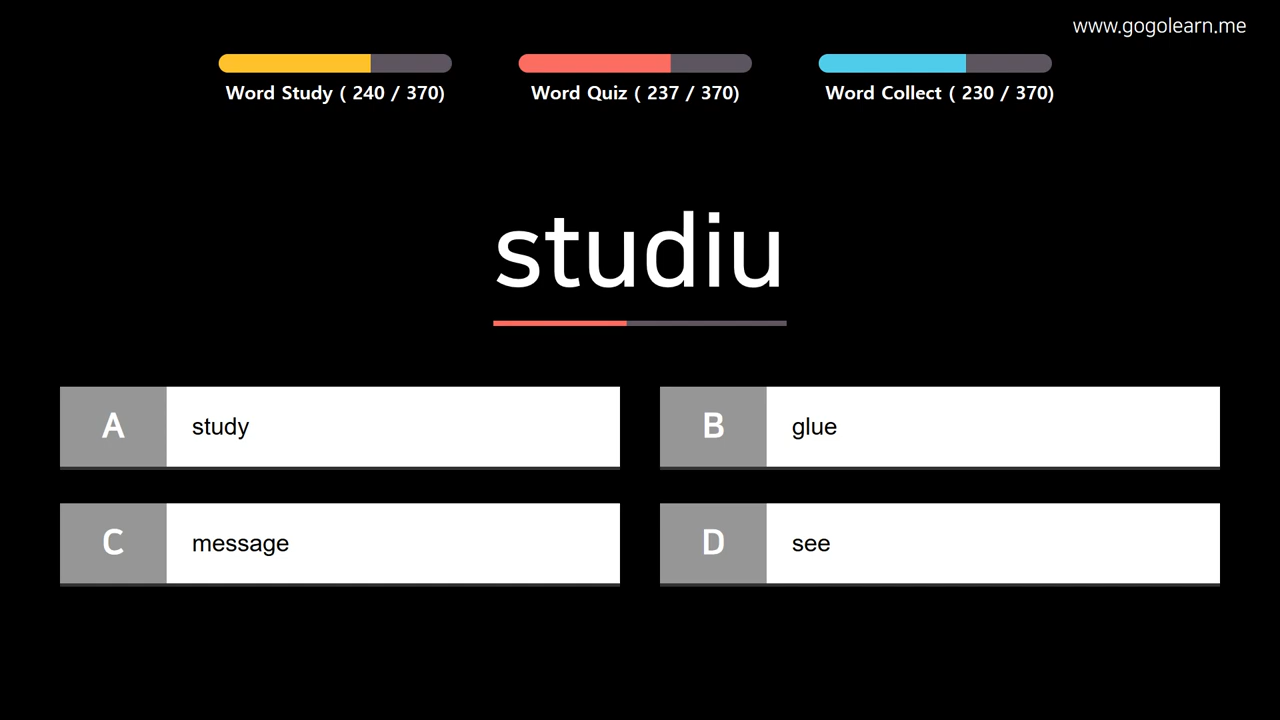 www.gogolearn.me
Word Study ( 240 / 370)
Word Quiz ( 237 / 370)
Word Collect ( 230 / 370)
studiu
A study
B glue
C message
D see